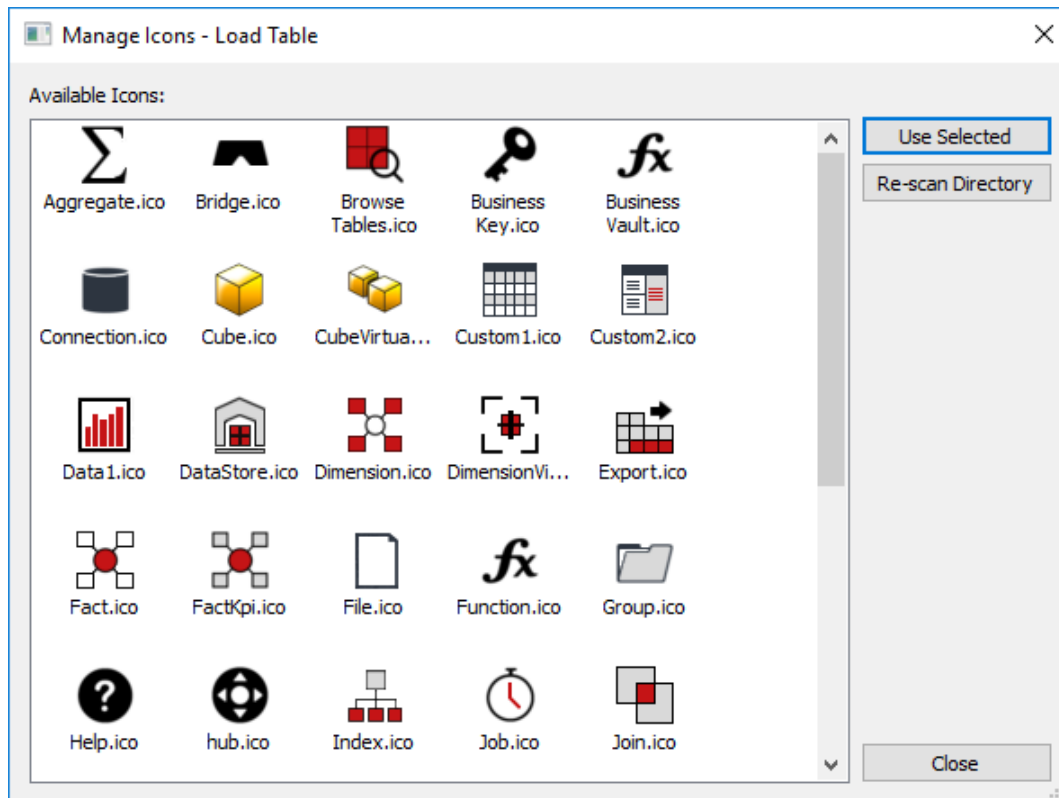 Manage Icons - Load Table
Available Icons:
Use Selected
Re-scan Directory
Aggregate.ico
Bridge.ico
Browse
Tables.ico
Business
Key.ico
fx
Business
Vault.ico
Connection.ico
Cube.ico
CubeVirtua...
Custom1.ico
Custom2.ico
Data1.ico
DataStore.ico
Dimension.ico
DimensionVi...
Export.ico
Fact.ico
FactKpi.ico
File.ico
fx
Function.ico
Group.ico
?
Help.ico
hub.ico
Index.ico
Job.ico
Join.ico
Close